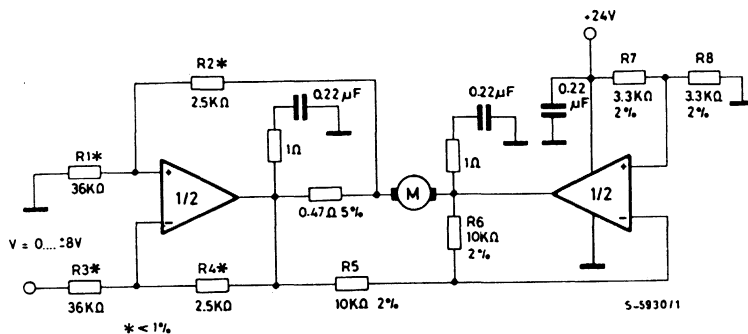 +24V
R2*
2.5KΩ
0.22µF
0.22µF
0.22
µF
R7
3.3KΩ
2%
R8
3.3KΩ
2%
R1*
36KΩ
+
-
1/2
1Ω
0.47Ω 5%
M
1Ω
R6
10KΩ
2%
+
-
1/2
V = 0....±8V
R3*
36KΩ
R4*
2.5KΩ
R5
10KΩ 2%
* < 1%
S-5930/1